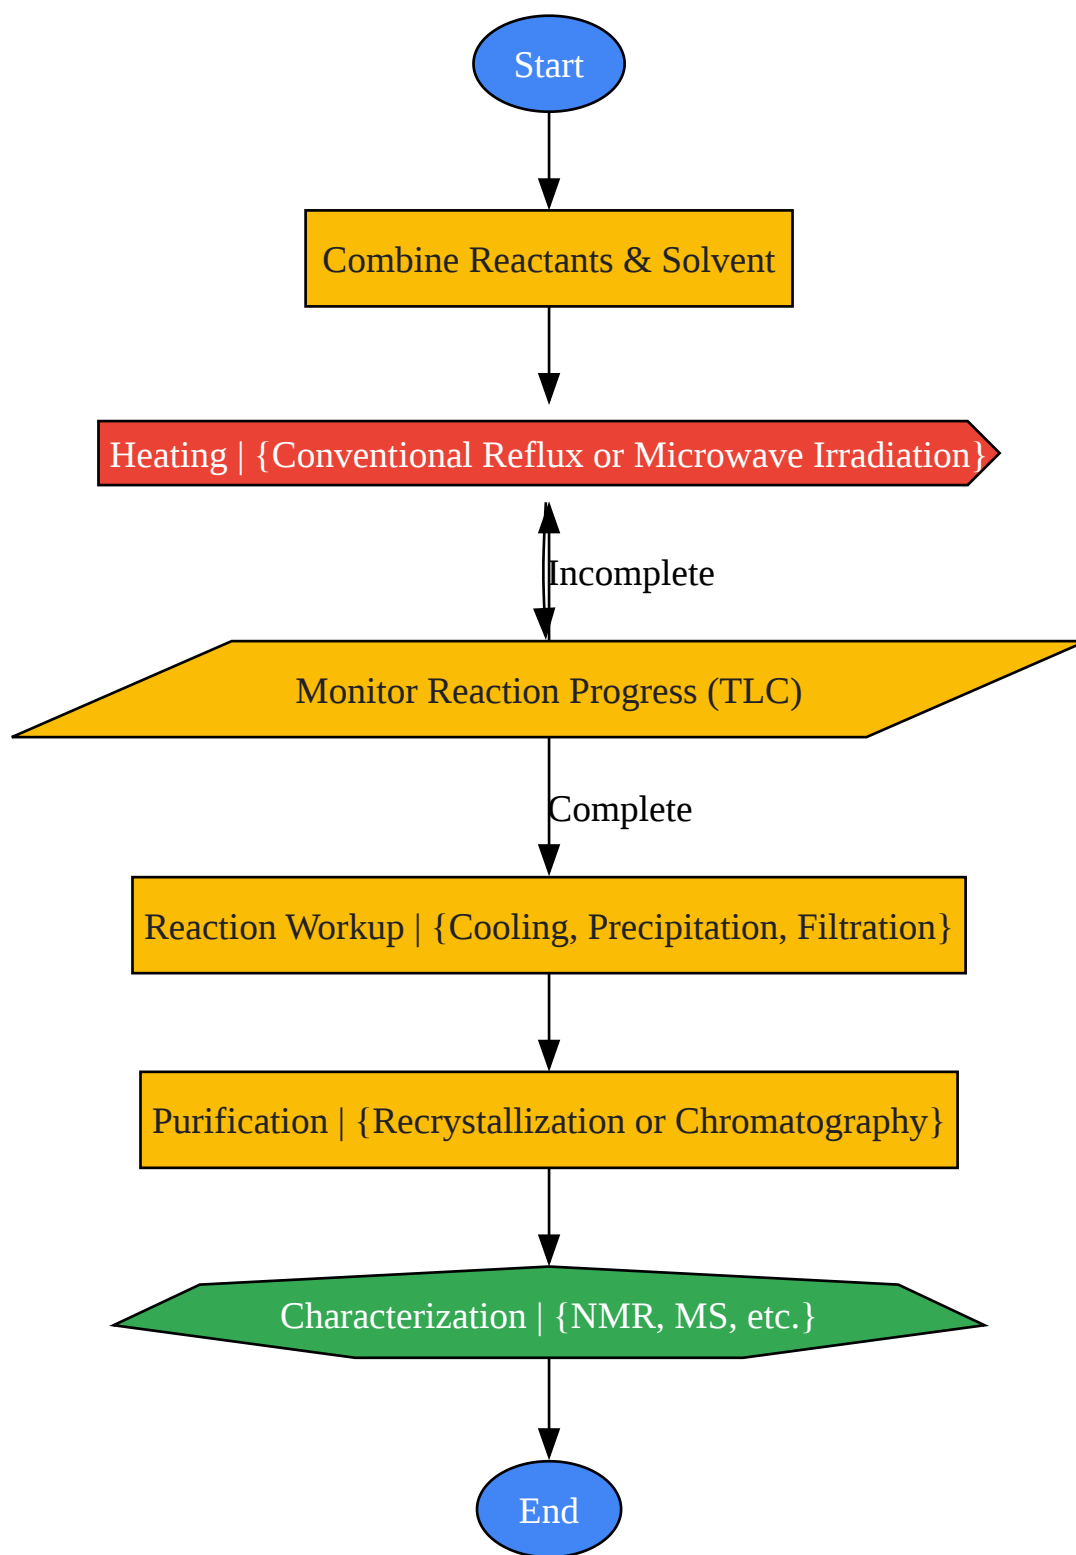 Start
Combine Reactants & Solvent
Heating | {Conventional Reflux or Microwave Irradiation}
Incomplete
Monitor Reaction Progress (TLC)
Complete
Reaction Workup | {Cooling, Precipitation, Filtration}
Purification | {Recrystallization or Chromatography}
Characterization | {NMR, MS, etc.}
End